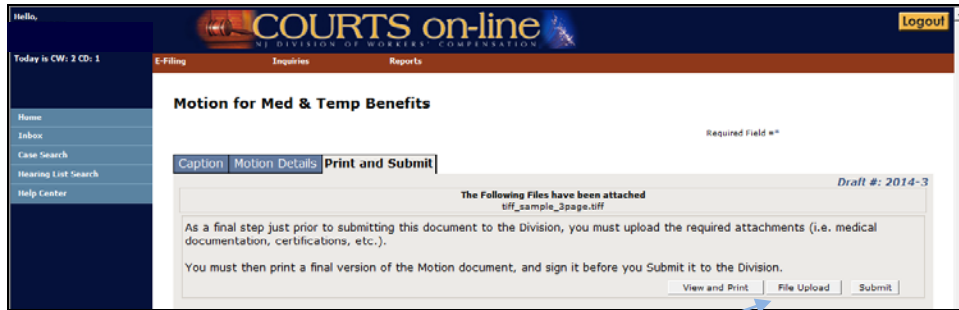 Hello,
COURTS on-line
NJ DIVISION OF WORKERS' COMPENSATION
Logout
Today is CW: 2 CD: 1
E-Filing Inquiries Reports
Motion for Med & Temp Benefits
Home
Inbox
Case Search
Hearing List Search
Help Center
Required Field =*
Caption Motion Details Print and Submit
Draft #: 2014-3
The Following Files have been attached
tiff_sample_3page.tiff
As a final step just prior to submitting this document to the Division, you must upload the required attachments (i.e. medical
documentation, certifications, etc.).
You must then print a final version of the Motion document, and sign it before you Submit it to the Division.
View and Print File Upload Submit